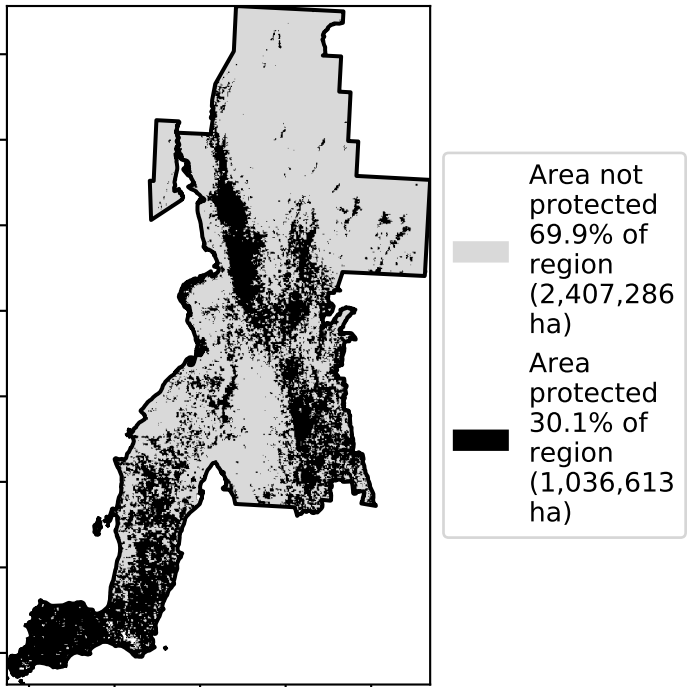 Area not
protected
69.9% of
region
(2,407,286
ha)
Area
protected
30.1% of
region
(1,036,613
ha)